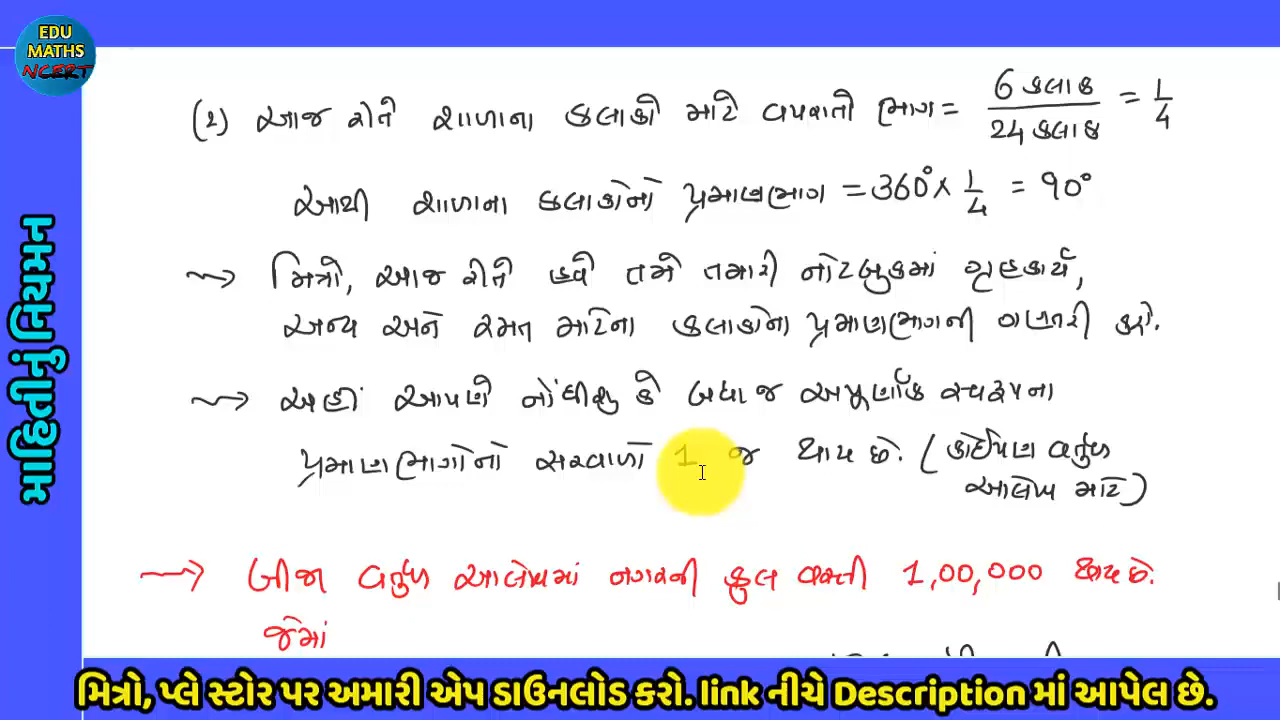 EDU
MATHS
NCERT
માહિતીનું નિયમન
(૨) આજ રીતે શાળાના કલાકો માટે વપરાતો ભાગ = 6 કલાક / 24 કલાક = 1/4
આથી શાળાના કલાકોનો પ્રમાણભાગ = 360° × 1/4 = 90°
→ મિત્રો, આજ રીતે હવે તમે તમારી નોટબુકમાં ગૃહકાર્ય,
અન્ય અને રમત માટેના કલાકોના પ્રમાણભાગની ગણતરી કરો.
→ અહીં આપણે નોંધીશું કે બધા જ અપૂર્ણાંક સ્વરૂપના
પ્રમાણભાગોનો સરવાળો 1 જ થાય છે. (કોઈપણ વર્તુળ
આલેખ માટે)
→ બીજા વર્તુળ આલેખમાં નગરની કુલ વસ્તી 1,00,000 થાય છે.
જેમાં
મિત્રો, પ્લે સ્ટોર પર અમારી એપ ડાઉનલોડ કરો. link નીચે Description માં આપેલ છે.